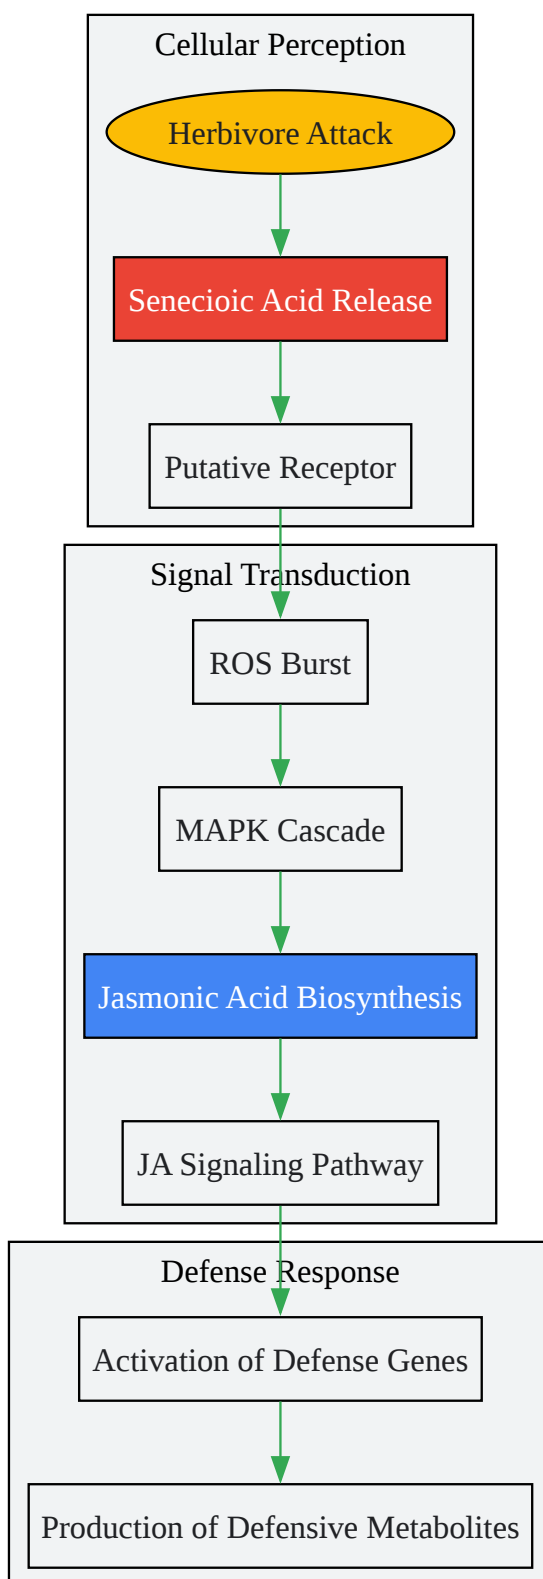 Cellular Perception
Herbivore Attack
Senecioic Acid Release
Putative Receptor
Signal Transduction
ROS Burst
MAPK Cascade
Jasmonic Acid Biosynthesis
JA Signaling Pathway
Defense Response
Activation of Defense Genes
Production of Defensive Metabolites